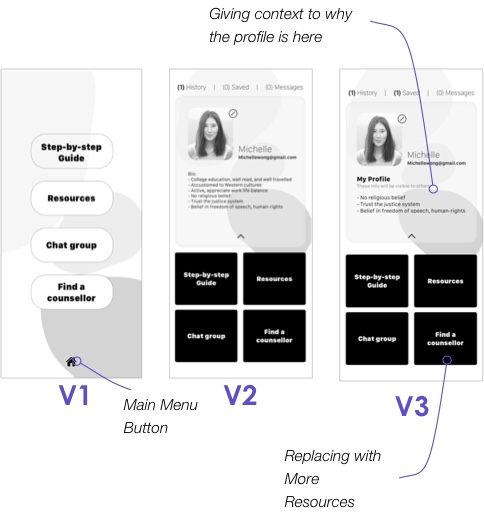 Giving context to why
the profile is here
Step-by-step
Guide
Resources
Chat group
Find a
counsellor
V1
Main Menu
Button
(1) History | (0) Saved | (0) Messages
Michelle
Michellewong@gmail.com
Bio:
- College education, well read, and well travelled
- Accustomed to Western cultures
- Active, appreciate work life balance
- No religious belief
- Trust the justice system
- Belief in freedom of speech, human-rights
Step-by-step
Guide
Resources
Chat group
Find a
counsellor
V2
(1) History | (1) Saved | (0) Messages
Michelle
Michellewong@gmail.com
My Profile
These info will be visible to others
- No religious belief
- Trust the justice system
- Belief in freedom of speech, human-rights
Step-by-step
Guide
Resources
Chat group
Find a
counsellor
V3
Replacing with
More
Resources